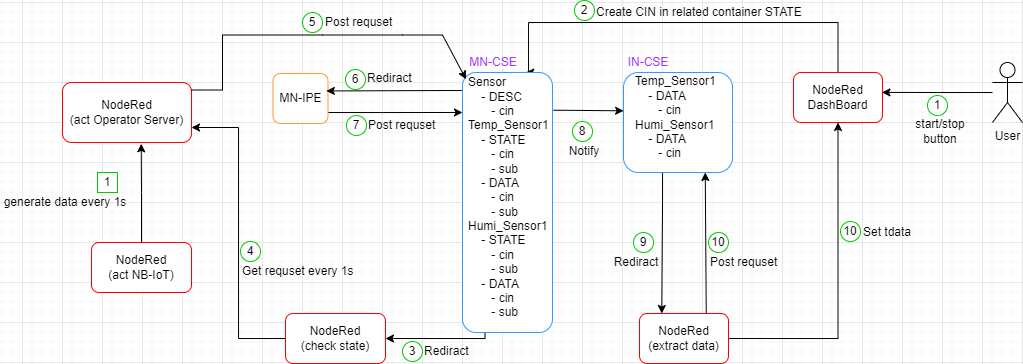 2 Create CIN in related container STATE
5 Post requset
MN-CSE
IN-CSE
6 Rediract
MN-IPE
7 Post requset
NodeRed
(act Operator Server)
Sensor
- DESC
- cin
Temp_Sensor1
- STATE
- cin
- sub
- DATA
- cin
- sub
Humi_Sensor1
- STATE
- cin
- sub
- DATA
- cin
- sub
8
Notify
Temp_Sensor1
- DATA
- cin
Humi_Sensor1
- DATA
- cin
NodeRed
DashBoard
1
start/stop
button
User
1
generate data every 1s
NodeRed
(act NB-IoT)
4
Get requset every 1s
9
Rediract
10
Post requset
10 Set tdata
NodeRed
(check state)
3 Rediract
NodeRed
(extract data)